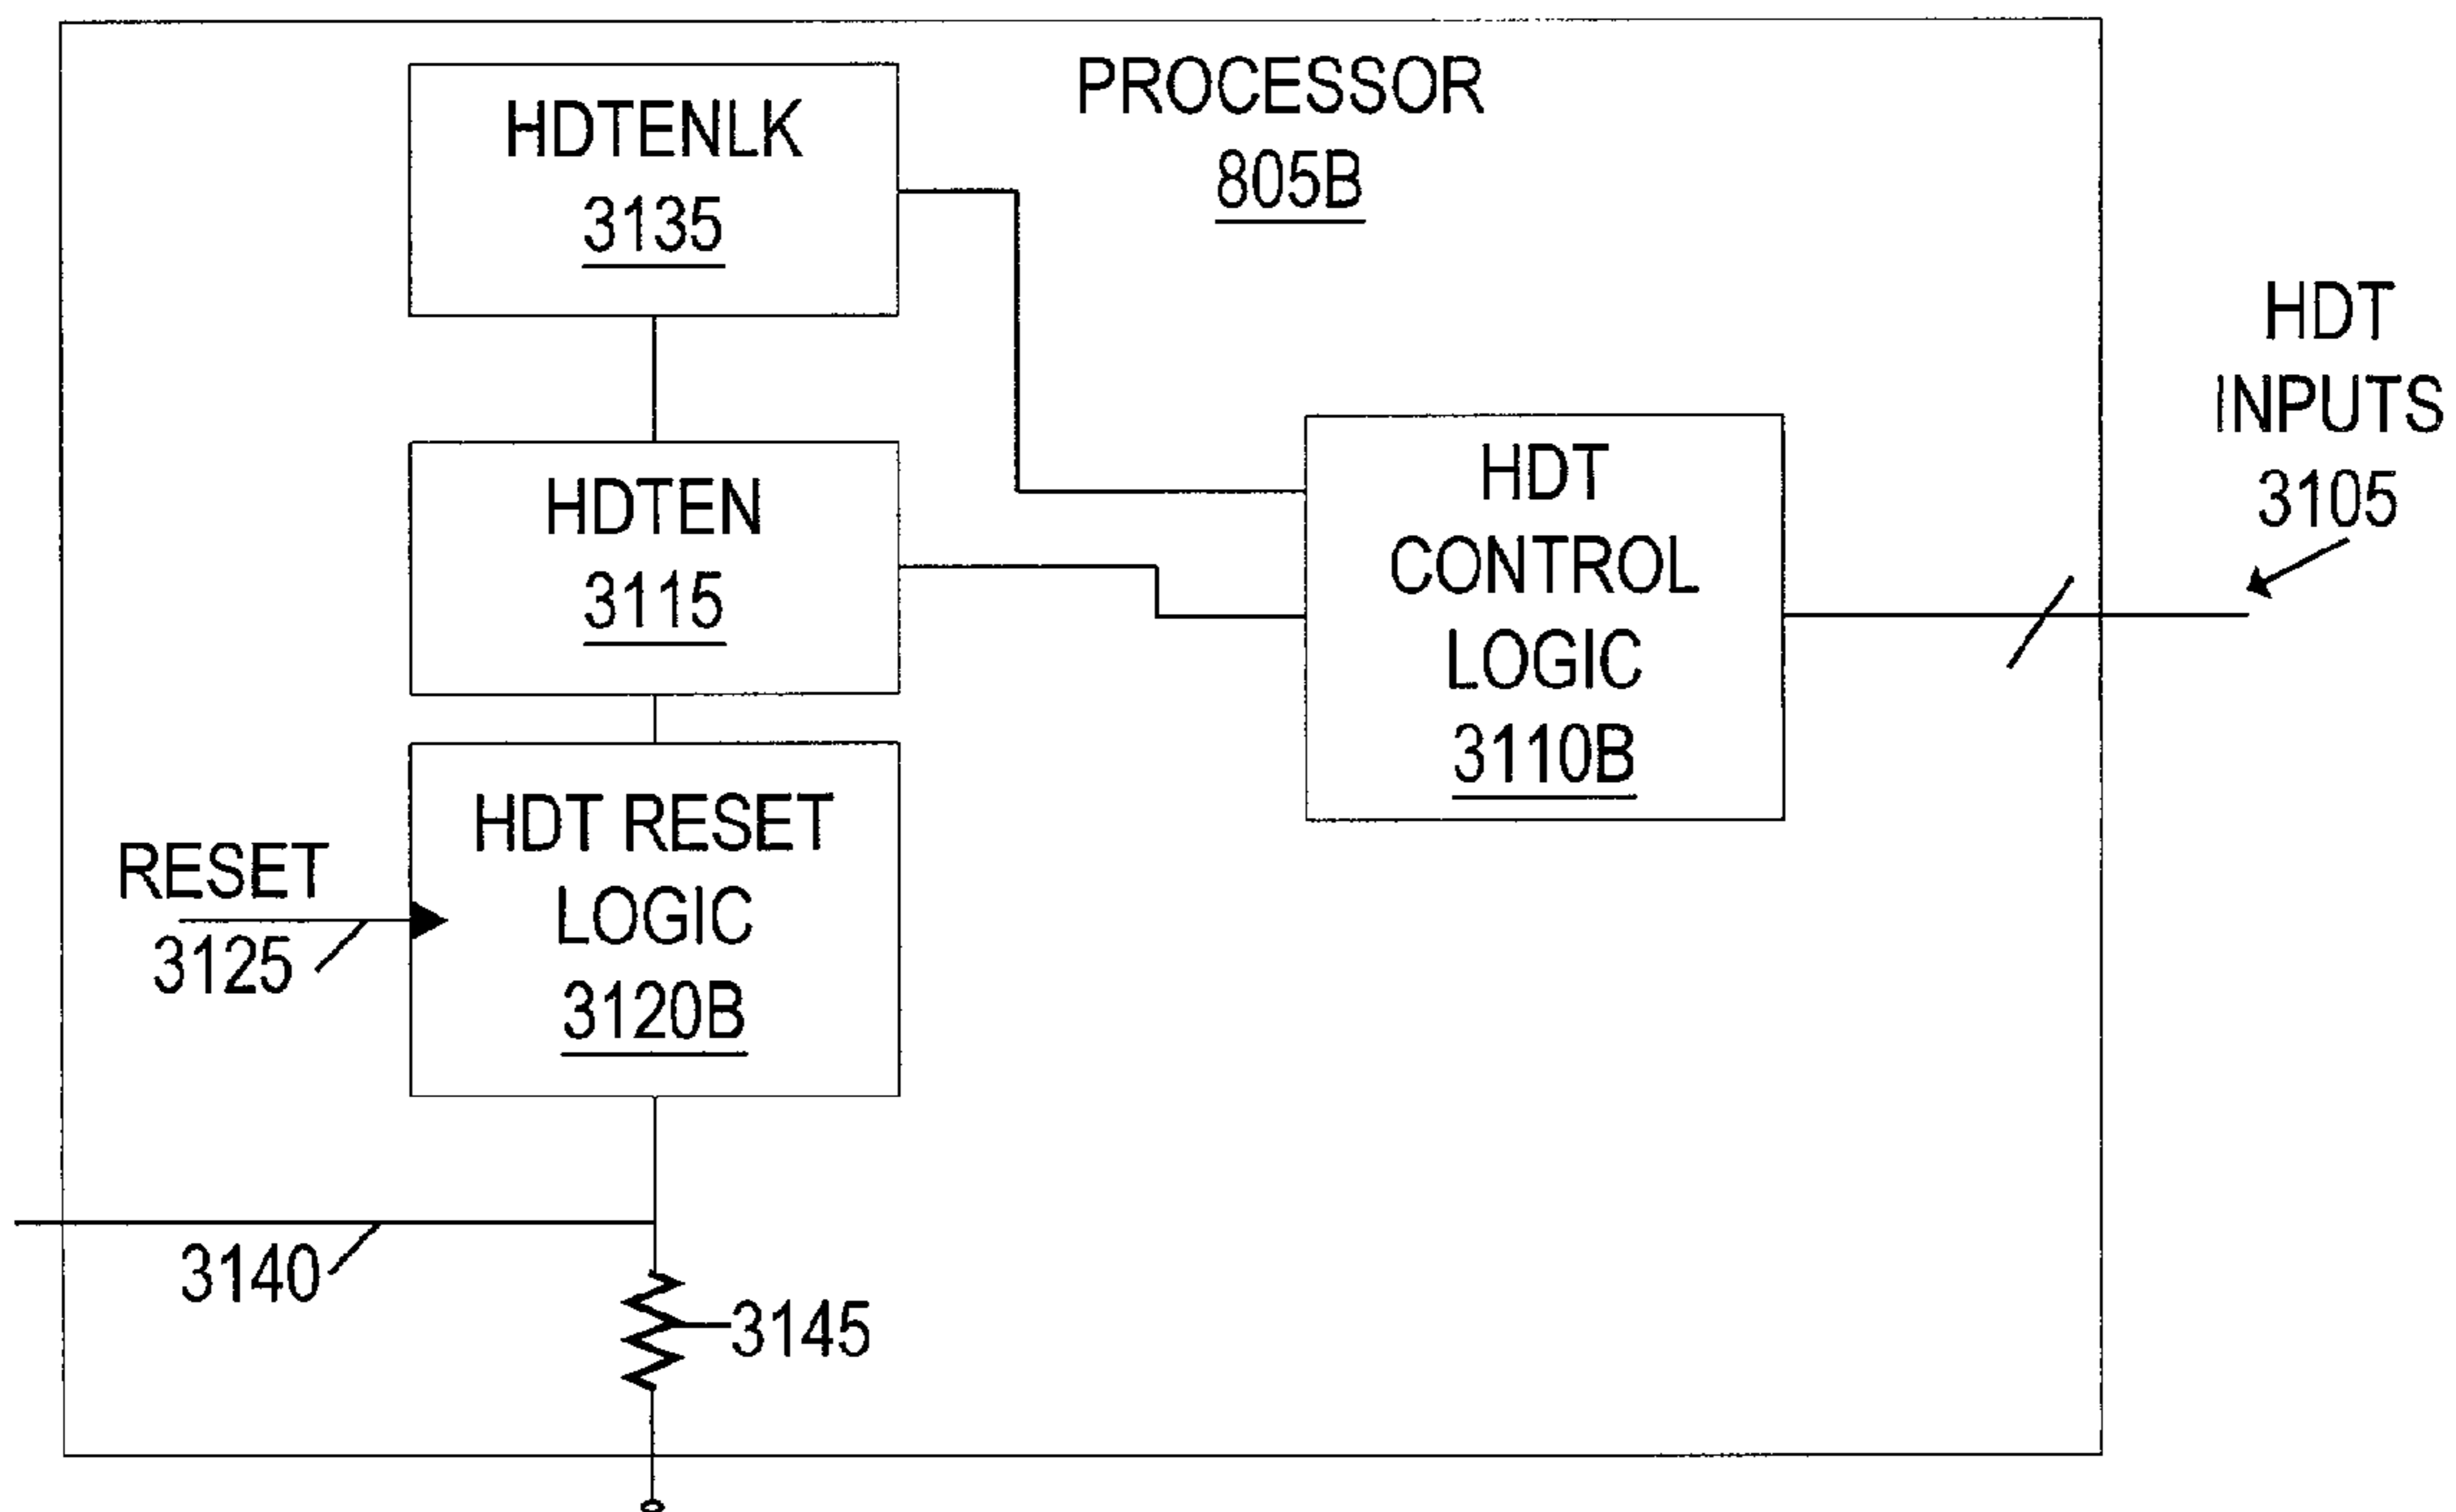 PROCESSOR
805B
HDTENLK
3135
HDTEN
3115
HDT RESET
LOGIC
3120B
RESET
3125
HDT
CONTROL
LOGIC
3110B
HDT
INPUTS
3105
3140
3145